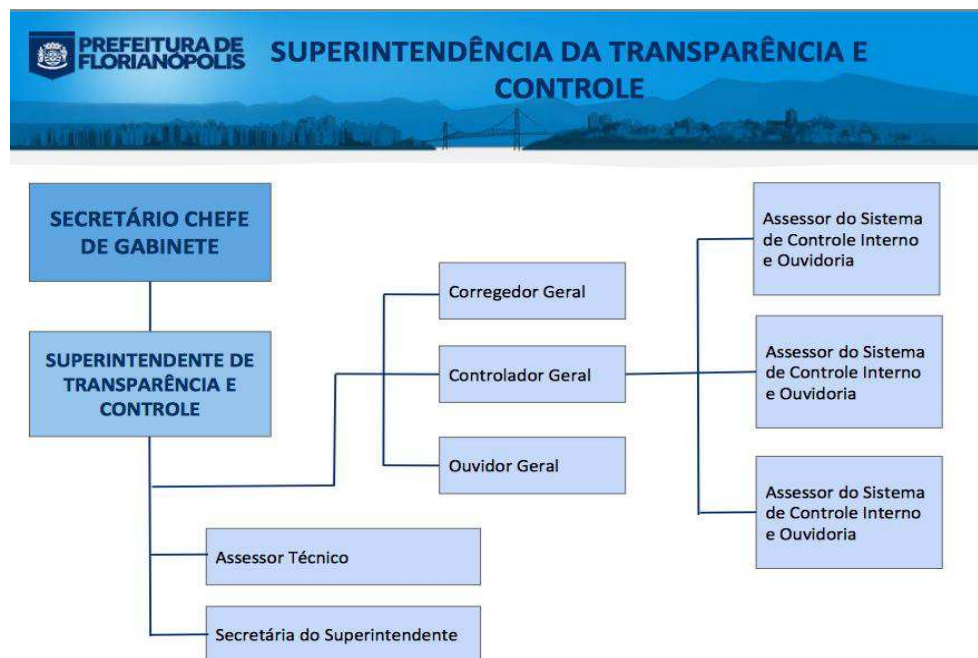 PREFEITURA DE
FLORIANÓPOLIS
SUPERINTENDÊNCIA DA TRANSPARÊNCIA E
CONTROLE
SECRETÁRIO CHEFE
DE GABINETE
SUPERINTENDENTE DE
TRANSPARÊNCIA E
CONTROLE
Corregedor Geral
Controlador Geral
Ouvidor Geral
Assessor do Sistema
de Controle Interno
e Ouvidoria
Assessor do Sistema
de Controle Interno
e Ouvidoria
Assessor do Sistema
de Controle Interno
e Ouvidoria
Assessor Técnico
Secretária do Superintendente